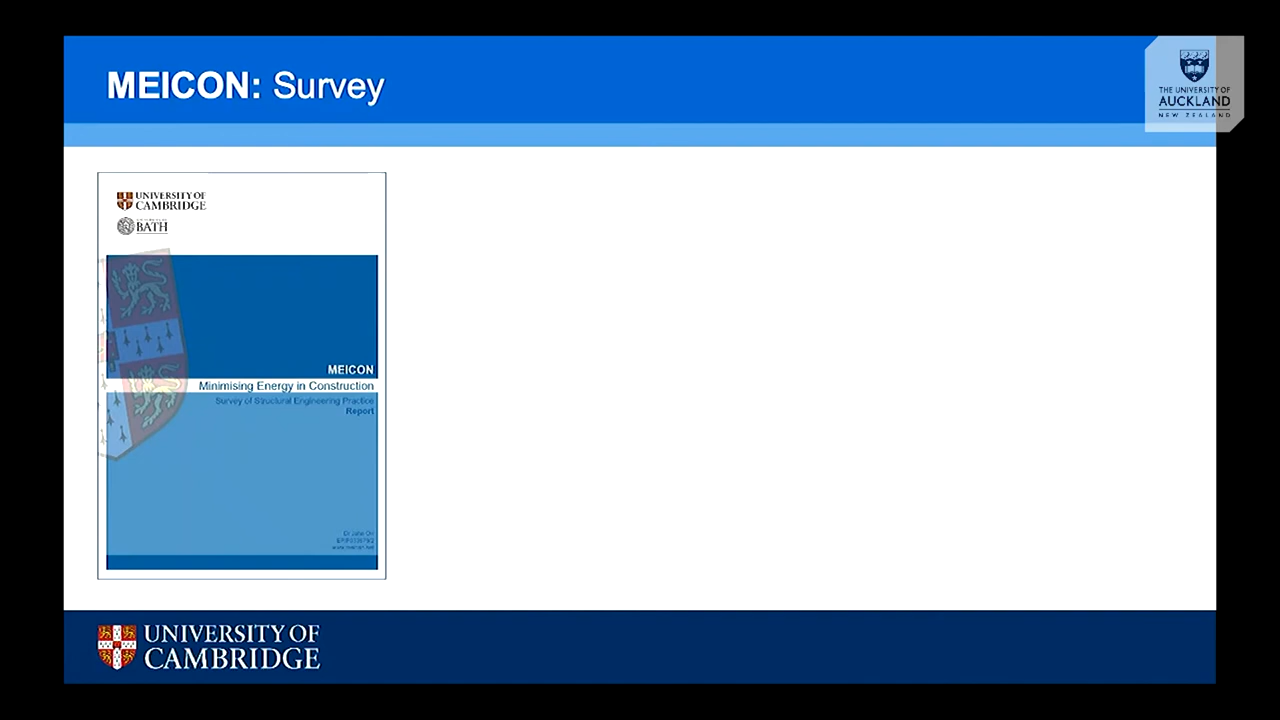 MEICON: Survey
THE UNIVERSITY OF
AUCKLAND
NEW ZEALAND
UNIVERSITY OF
CAMBRIDGE
BATH
MEICON
Minimising Energy in Construction
Survey of Structural Engineering Practice
Report
UNIVERSITY OF
CAMBRIDGE